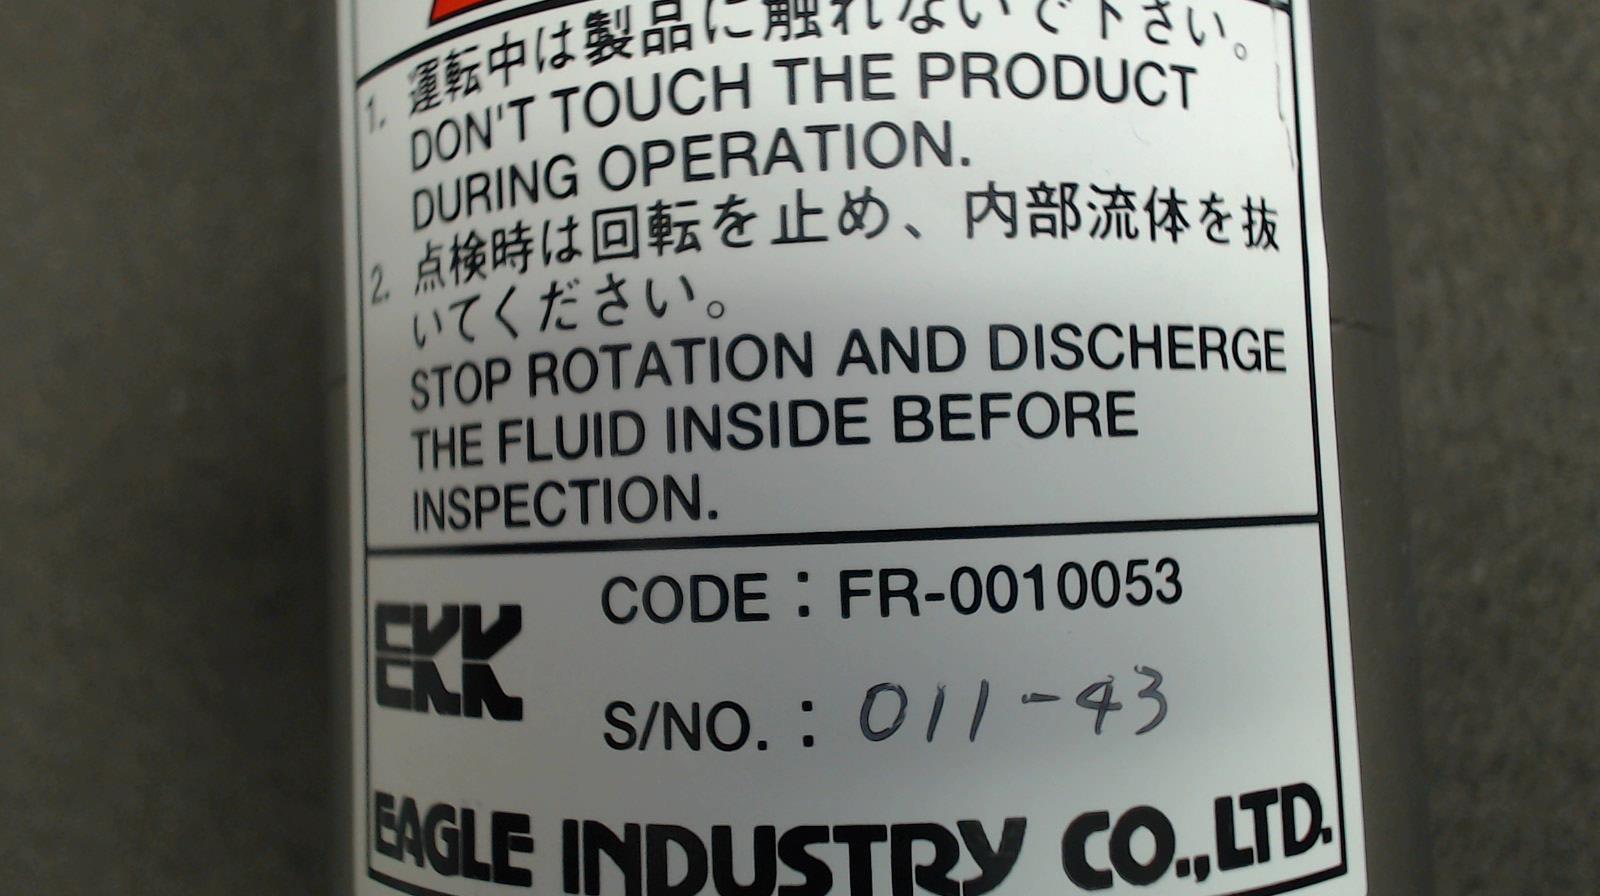 1. 運転中は製品に触れないで下さい。
DON'T TOUCH THE PRODUCT
DURING OPERATION.
2. 点検時は回転を止め、内部流体を抜
いてください。
STOP ROTATION AND DISCHERGE
THE FLUID INSIDE BEFORE
INSPECTION.
EKK
CODE : FR-0010053
S/NO. : 011-43
EAGLE INDUSTRY CO.,LTD.